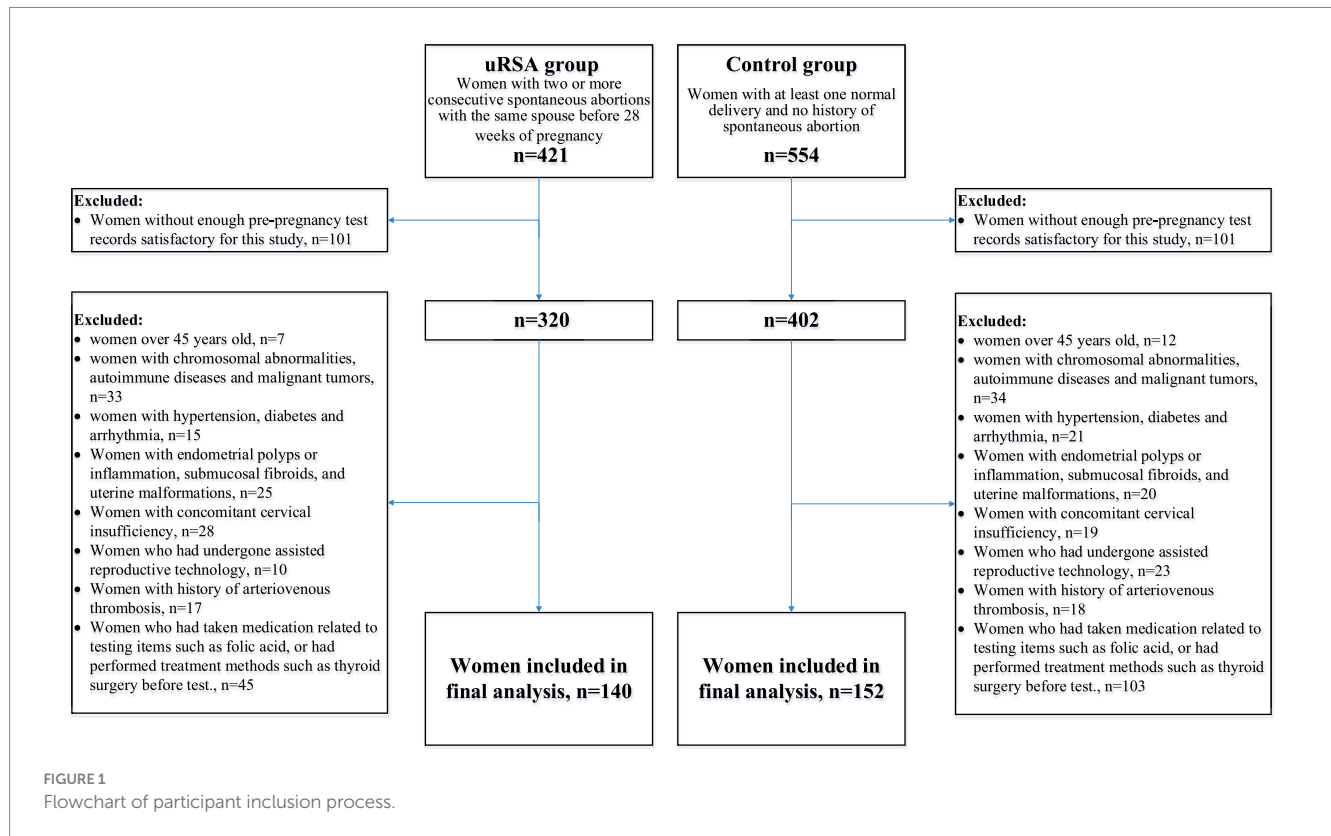 uRSA group
Women with two or more
consecutive spontaneous abortions
with the same spouse before 28
weeks of pregnancy
n=421
Control group
Women with at least one normal
delivery and no history of
spontaneous abortion
n=554
Excluded:
• Women without enough pre-pregnancy test
records satisfactory for this study, n=101
Excluded:
• Women without enough pre-pregnancy test
records satisfactory for this study, n=101
n=320
n=402
Excluded:
• women over 45 years old, n=7
• women with chromosomal abnormalities,
autoimmune diseases and malignant tumors,
n=33
• women with hypertension, diabetes and
arrhythmia, n=15
• Women with endometrial polyps or
inflammation, submucosal fibroids, and
uterine malformations, n=25
• Women with concomitant cervical
insufficiency, n=28
• Women who had undergone assisted
reproductive technology, n=10
• Women with history of arteriovenous
thrombosis, n=17
• Women who had taken medication related to
testing items such as folic acid, or had
performed treatment methods such as thyroid
surgery before test., n=45
Excluded:
• women over 45 years old, n=12
• women with chromosomal abnormalities,
autoimmune diseases and malignant tumors,
n=34
• women with hypertension, diabetes and
arrhythmia, n=21
• Women with endometrial polyps or
inflammation, submucosal fibroids, and
uterine malformations, n=20
• Women with concomitant cervical
insufficiency, n=19
• Women who had undergone assisted
reproductive technology, n=23
• Women with history of arteriovenous
thrombosis, n=18
• Women who had taken medication related to
testing items such as folic acid, or had
performed treatment methods such as thyroid
surgery before test., n=103
Women included in
final analysis, n=140
Women included in
final analysis, n=152
FIGURE 1
Flowchart of participant inclusion process.